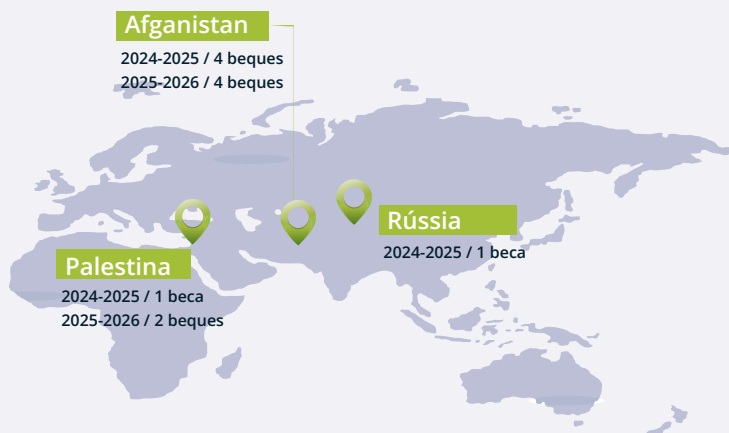 Afganistan
2024-2025 / 4 beques
2025-2026 / 4 beques
Rússia
2024-2025 / 1 beca
Palestina
2024-2025 / 1 beca
2025-2026 / 2 beques